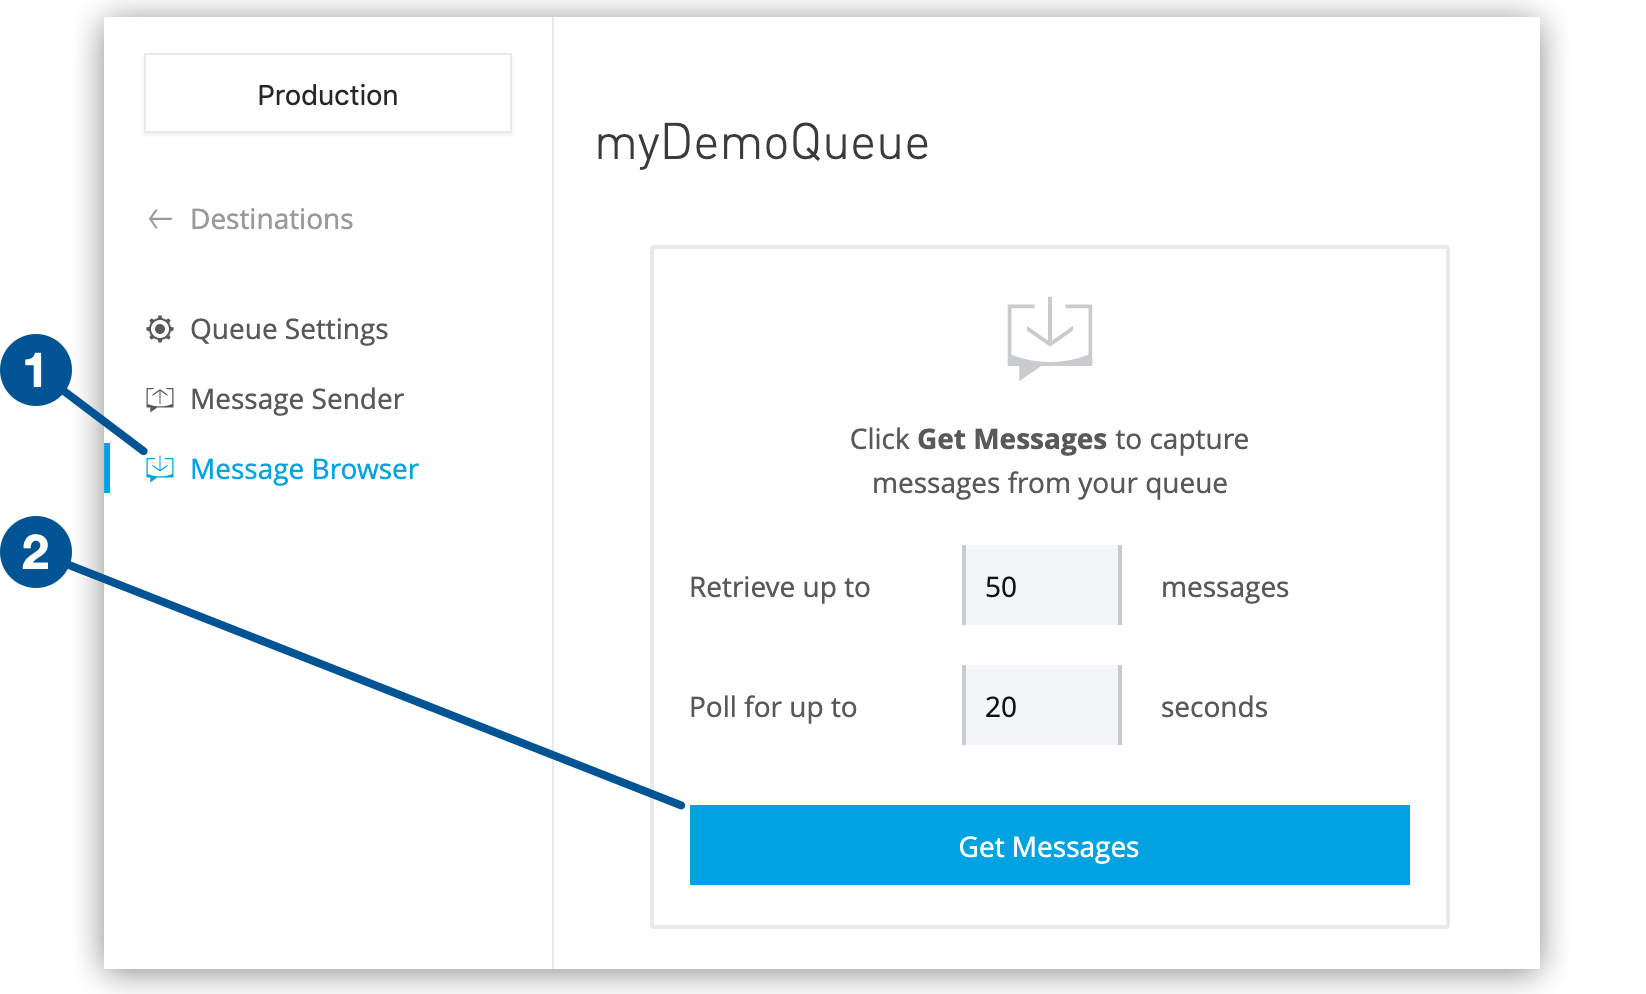 Production
myDemoQueue
Destinations
Queue Settings
1
Message Sender
Message Browser
2
Click Get Messages to capture
messages from your queue
Retrieve up to 50 messages
Poll for up to 20 seconds
Get Messages